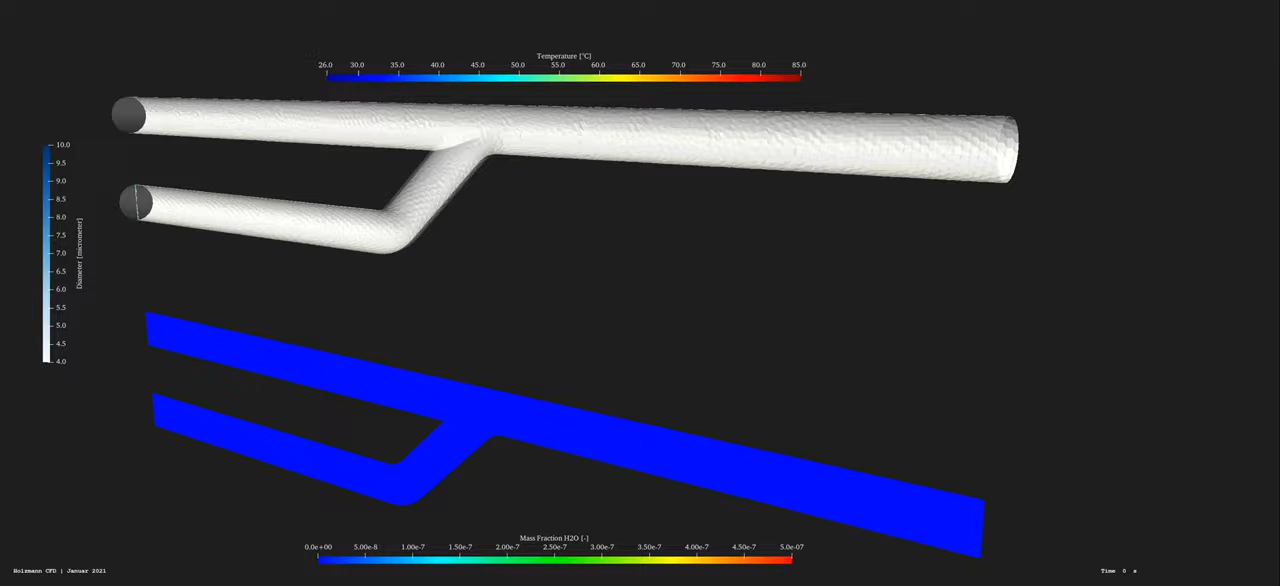 Temperature [°C]
26.0 30.0 35.0 40.0 45.0 50.0 55.0 60.0 65.0 70.0 75.0 80.0 85.0
10.0
9.5
9.0
8.5
8.0
7.5
7.0
6.5
6.0
5.5
5.0
4.5
4.0
Diameter [micrometer]
Mass Fraction H2O [-]
0.0e+00 5.00e-8 1.00e-7 1.50e-7 2.00e-7 2.50e-7 3.00e-7 3.50e-7 4.00e-7 4.50e-7 5.0e-07
Holzmann CFD | Januar 2021
Time 0 s